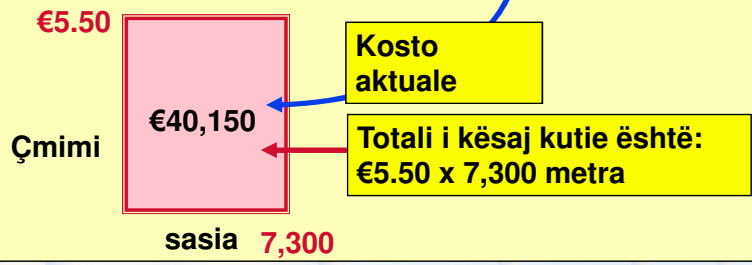 €5.50
Kosto
aktuale
€40,150
Çmimi
Totali i kësaj kutie është:
€5.50 x 7,300 metra
sasia 7,300